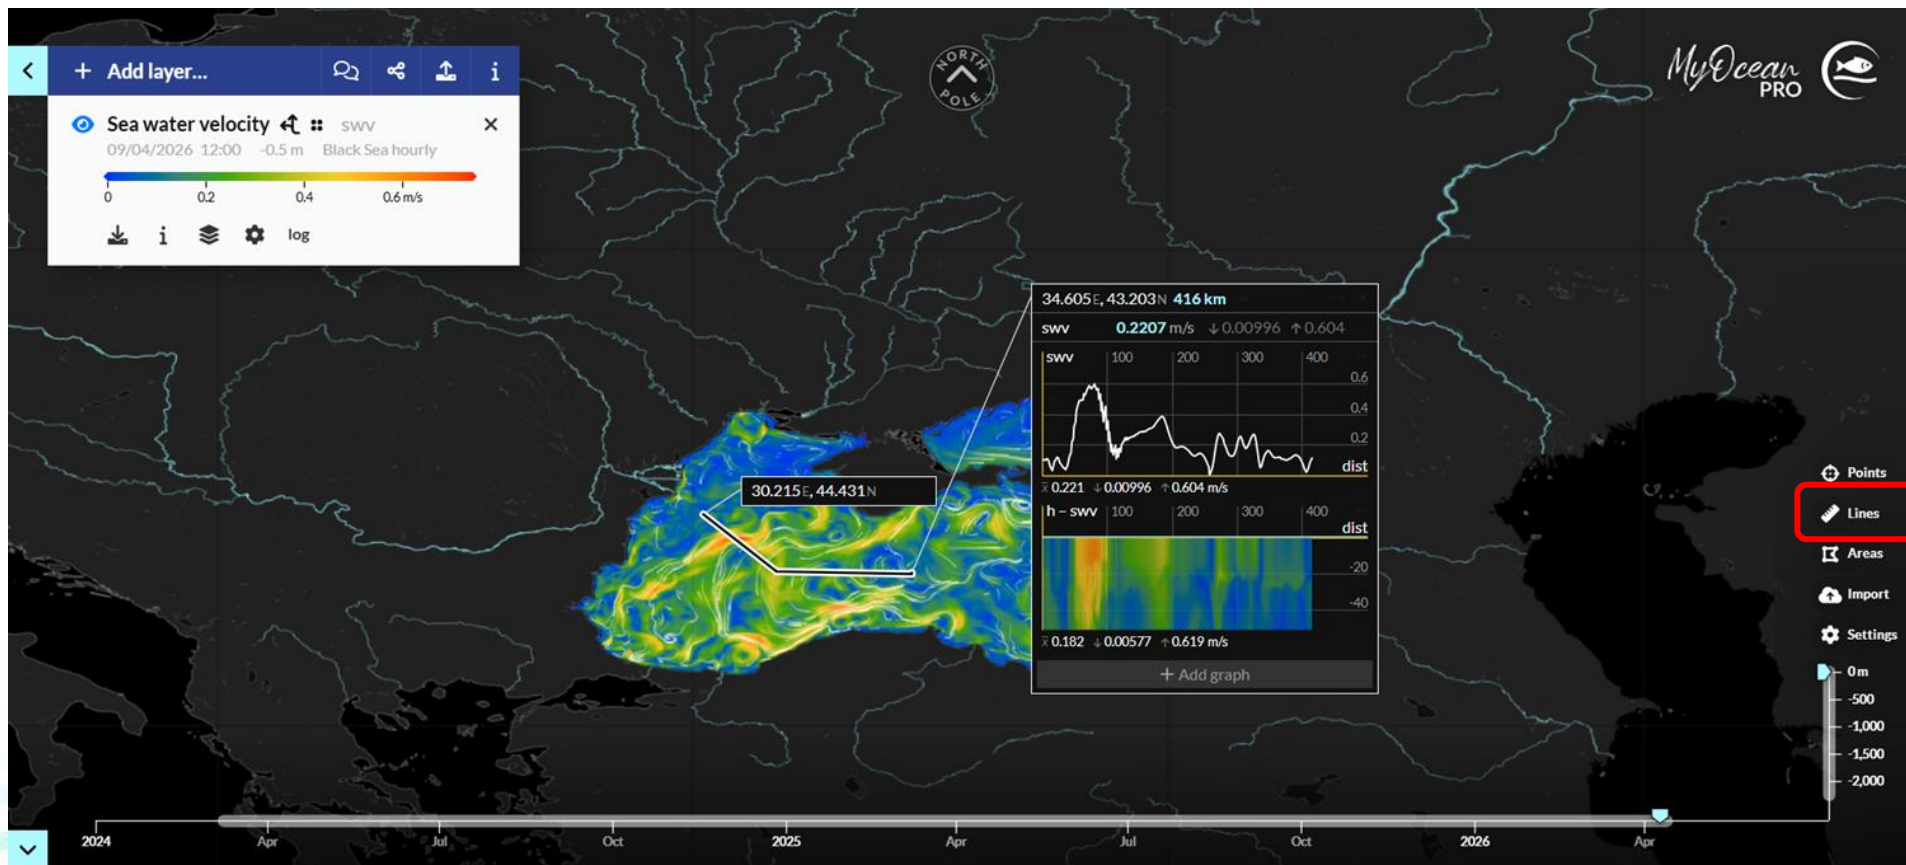 Add layer...
i
Sea water velocity swv
09/04/2026 12:00 -0.5 m Black Sea hourly
0 0.2 0.4 0.6 m/s
i log
NORTH
POLE
MyOcean
PRO
30.215E, 44.431N
34.605E, 43.203N 416 km
swv 0.2207 m/s ↓0.00996 ↑0.604
swv 100 200 300 400
0.6
0.4
0.2
dist
x̄ 0.221 ↓0.00996 ↑0.604 m/s
h – swv 100 200 300 400
dist
-20
-40
x̄ 0.182 ↓0.00577 ↑0.619 m/s
+ Add graph
Points
Lines
Areas
Import
Settings
0 m
-500
-1,000
-1,500
-2,000
2024 Apr Jul Oct 2025 Apr Jul Oct 2026 Apr